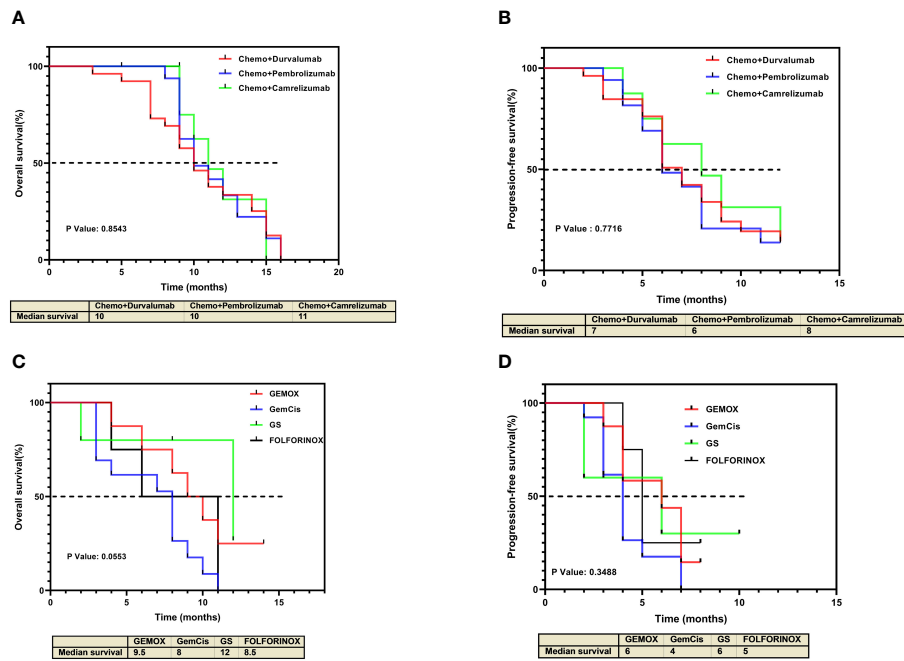 A
Overall survival(%)
100
50
0
Chemo+Durvalumab
Chemo+Pembrolizumab
Chemo+Camrelizumab
P Value: 0.8543
0 5 10 15 20
Time (months)
Chemo+Durvalumab Chemo+Pembrolizumab Chemo+Camrelizumab
Median survival 10 10 11
B
Progression-free survival(%)
100
50
0
Chemo+Durvalumab
Chemo+Pembrolizumab
Chemo+Camrelizumab
P Value : 0.7716
0 5 10 15
Time (months)
Chemo+Durvalumab Chemo+Pembrolizumab Chemo+Camrelizumab
Median survival 7 6 8
C
Overall survival(%)
100
50
0
GEMOX
GemCis
GS
FOLFORINOX
P Value: 0.0553
0 5 10 15
Time (months)
GEMOX GemCis GS FOLFORINOX
Median survival 9.5 8 12 8.5
D
Progression-free survival(%)
100
50
0
GEMOX
GemCis
GS
FOLFORINOX
P Value: 0.3488
0 5 10 15
Time (months)
GEMOX GemCis GS FOLFORINOX
Median survival 6 4 6 5